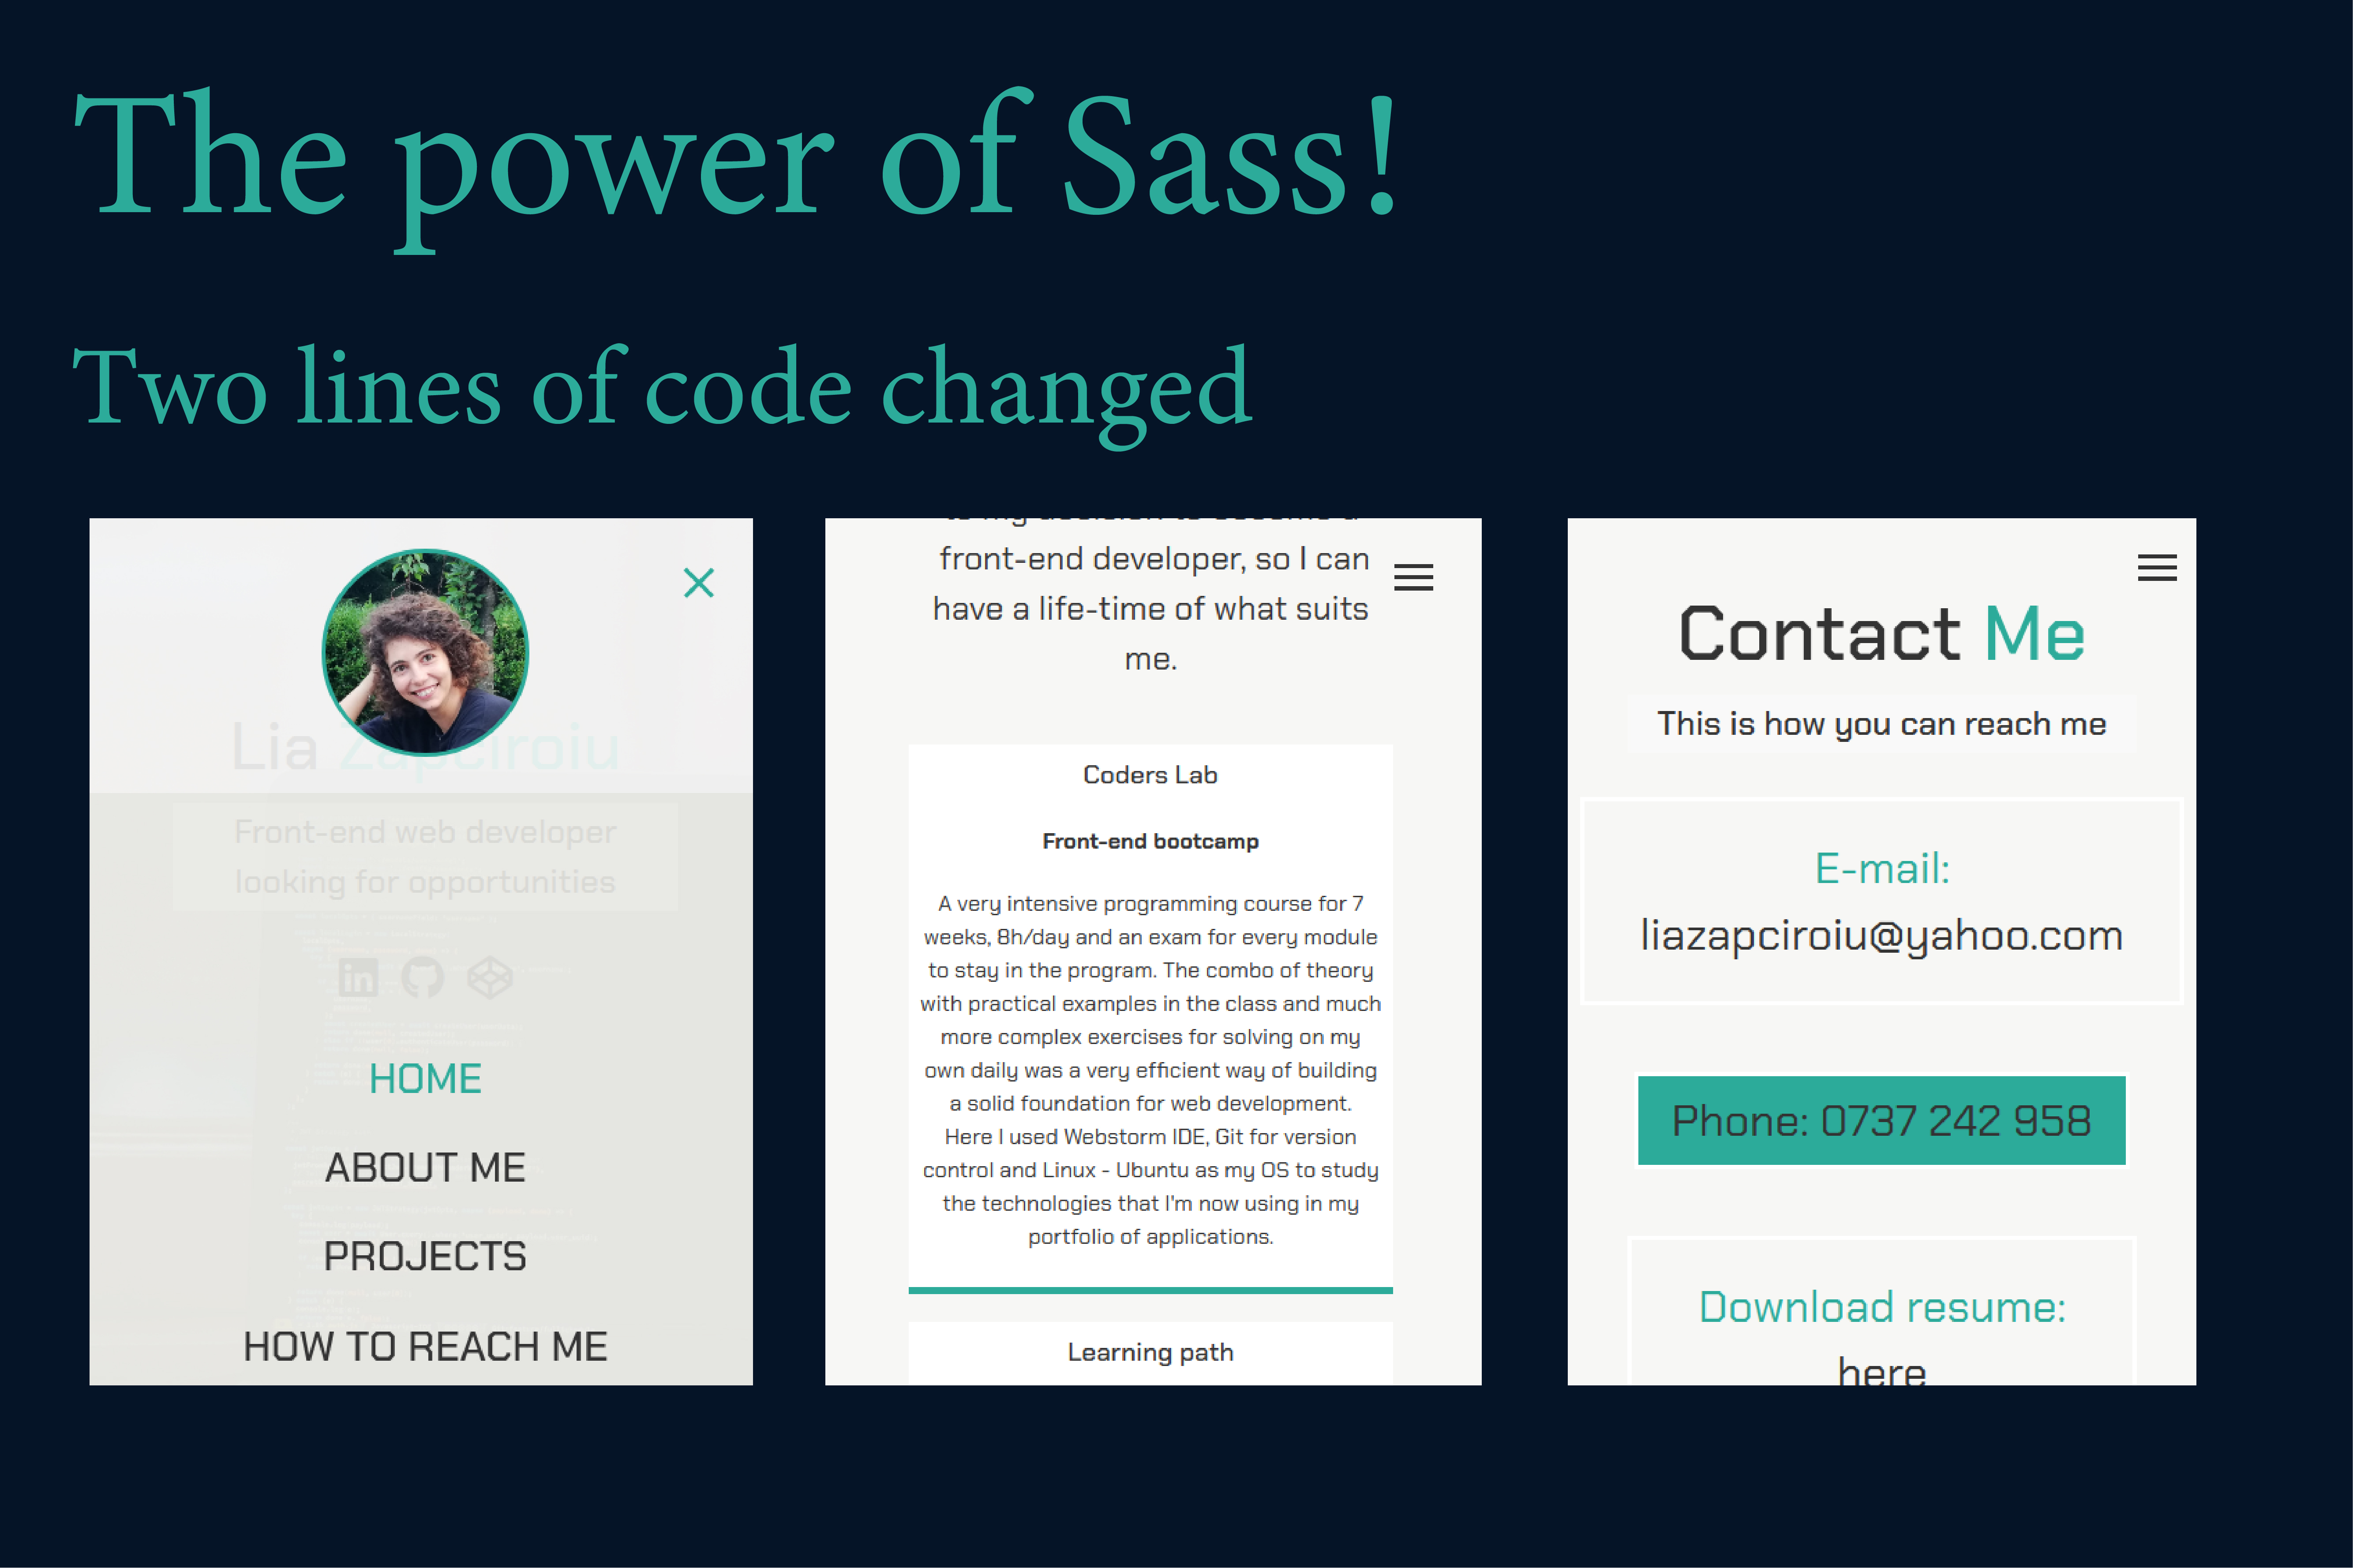 The power of Sass!
Two lines of code changed
Lia Zapciroiu
Front-end web developer
looking for opportunities
in
HOME
ABOUT ME
PROJECTS
HOW TO REACH ME
to my decision to become a
front-end developer, so I can
have a life-time of what suits
me.
Coders Lab
Front-end bootcamp
A very intensive programming course for 7
weeks, 8h/day and an exam for every module
to stay in the program. The combo of theory
with practical examples in the class and much
more complex exercises for solving on my
own daily was a very efficient way of building
a solid foundation for web development.
Here I used Webstorm IDE, Git for version
control and Linux - Ubuntu as my OS to study
the technologies that I'm now using in my
portfolio of applications.
Learning path
Contact Me
This is how you can reach me
E-mail:
liazapciroiu@yahoo.com
Phone: 0737 242 958
Download resume:
here